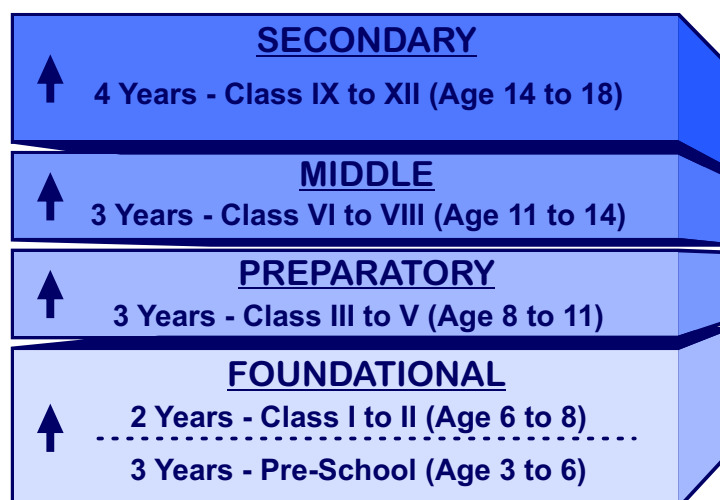 SECONDARY
4 Years - Class IX to XII (Age 14 to 18)
MIDDLE
3 Years - Class VI to VIII (Age 11 to 14)
PREPARATORY
3 Years - Class III to V (Age 8 to 11)
FOUNDATIONAL
2 Years - Class I to II (Age 6 to 8)
3 Years - Pre-School (Age 3 to 6)